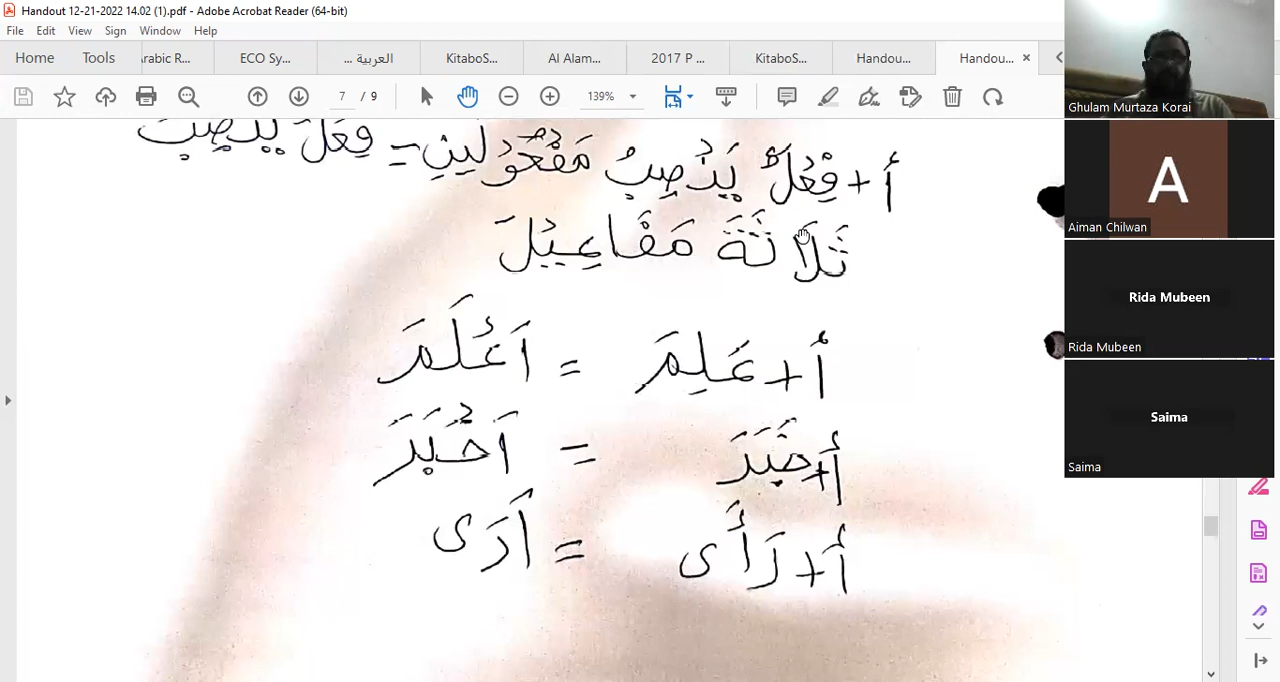 Handout 12-21-2022 14.02 (1).pdf - Adobe Acrobat Reader (64-bit)
File Edit View Sign Window Help
Home Tools arabic R... ECO Sy... العربية ... KitaboS... Al Alam... 2017 P ... KitaboS... Handou... Handou... ×
7 / 9 139%
أ + فِعْلٌ يَنْصِبُ مَفْعُوْلَيْنِ = فِعْلٌ يَنْصِبُ
ثَلَاثَةَ مَفَاعِيْلَ
أَ + عَلِمَ = اَعْلَمَ
أَ + خَبَرَ = اَخْبَرَ
أَ + رَأَى = أَرَى
Ghulam Murtaza Korai
A
Aiman Chilwan
Rida Mubeen
Rida Mubeen
Saima
Saima